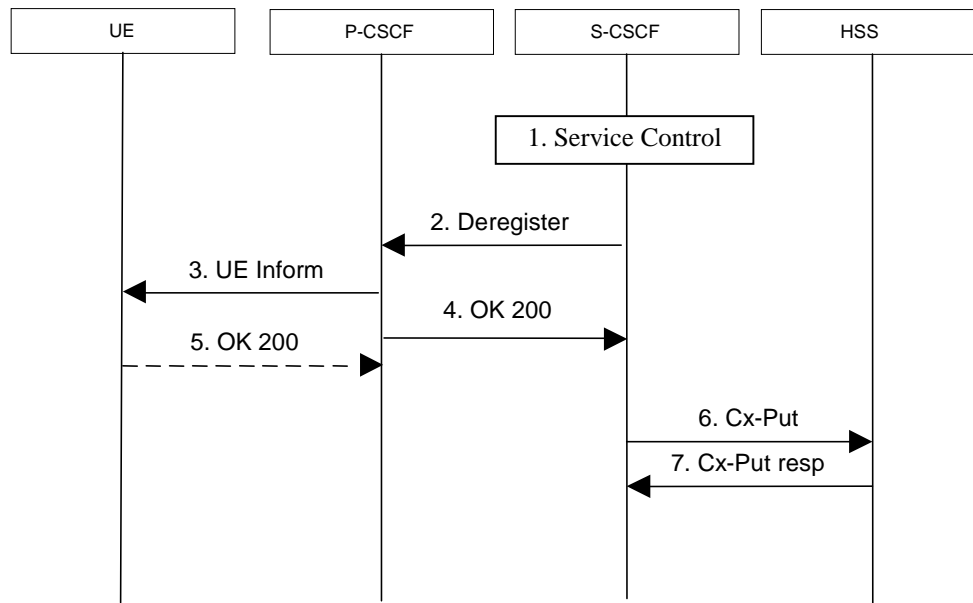 UE
P-CSCF
S-CSCF
HSS
1. Service Control
2. Deregister
3. UE Inform
4. OK 200
5. OK 200
6. Cx-Put
7. Cx-Put resp